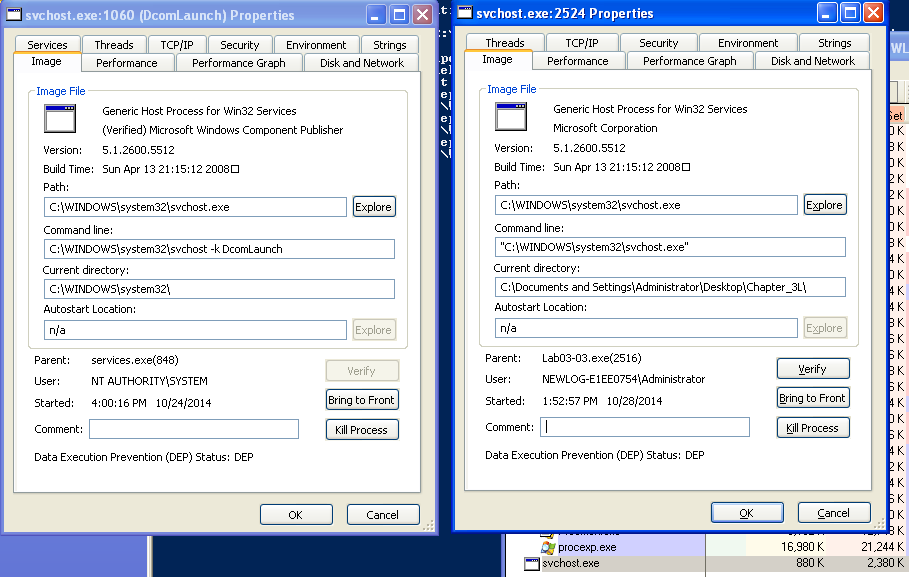 svchost.exe:1060 (DcomLaunch) Properties
Services Threads TCP/IP Security Environment Strings
Image Performance Performance Graph Disk and Network
Image File
Generic Host Process for Win32 Services
(Verified) Microsoft Windows Component Publisher
Version: 5.1.2600.5512
Build Time: Sun Apr 13 21:15:12 2008□
Path:
C:\WINDOWS\system32\svchost.exe Explore
Command line:
C:\WINDOWS\system32\svchost -k DcomLaunch
Current directory:
C:\WINDOWS\system32\
Autostart Location:
n/a Explore
Parent: services.exe(848)
Verify
User: NT AUTHORITY\SYSTEM
Started: 4:00:16 PM 10/24/2014 Bring to Front
Comment: Kill Process
Data Execution Prevention (DEP) Status: DEP
OK Cancel
svchost.exe:2524 Properties
Threads TCP/IP Security Environment Strings
Image Performance Performance Graph Disk and Network
Image File
Generic Host Process for Win32 Services
Microsoft Corporation
Version: 5.1.2600.5512
Build Time: Sun Apr 13 21:15:12 2008□
Path:
C:\WINDOWS\system32\svchost.exe Explore
Command line:
"C:\WINDOWS\system32\svchost.exe"
Current directory:
C:\Documents and Settings\Administrator\Desktop\Chapter_3L\
Autostart Location:
n/a Explore
Parent: Lab03-03.exe(2516)
Verify
User: NEWLOG-E1EE0754\Administrator
Started: 1:52:57 PM 10/28/2014 Bring to Front
Comment: Kill Process
Data Execution Prevention (DEP) Status: DEP
OK Cancel
procexp.exe 16,980 K 21,244 K
svchost.exe 880 K 2,380 K